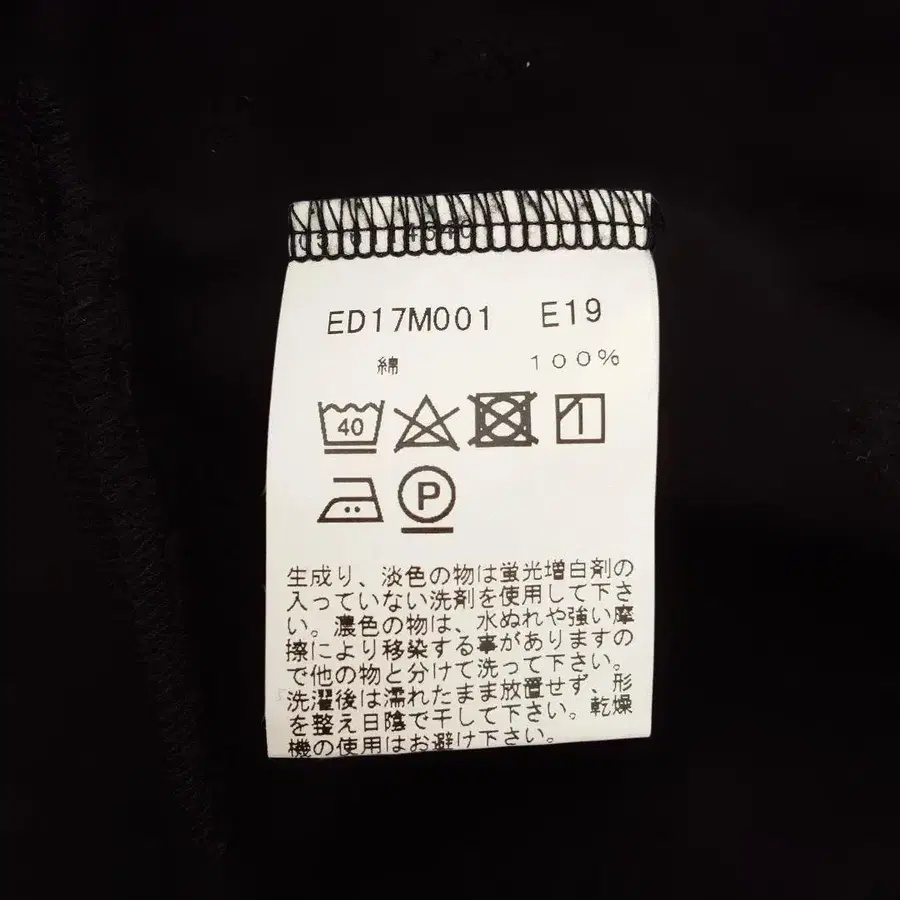 ED17M001 E19
綿 100%
40
P
生成り、淡色の物は蛍光増白剤の
入っていない洗剤を使用して下さ
い。濃色の物は、水ぬれや強い摩
擦により移染する事がありますの
で他の物と分けて洗って下さい。
洗濯後は濡れたまま放置せず、形
を整え日陰で干して下さい。乾燥
機の使用はお避け下さい。